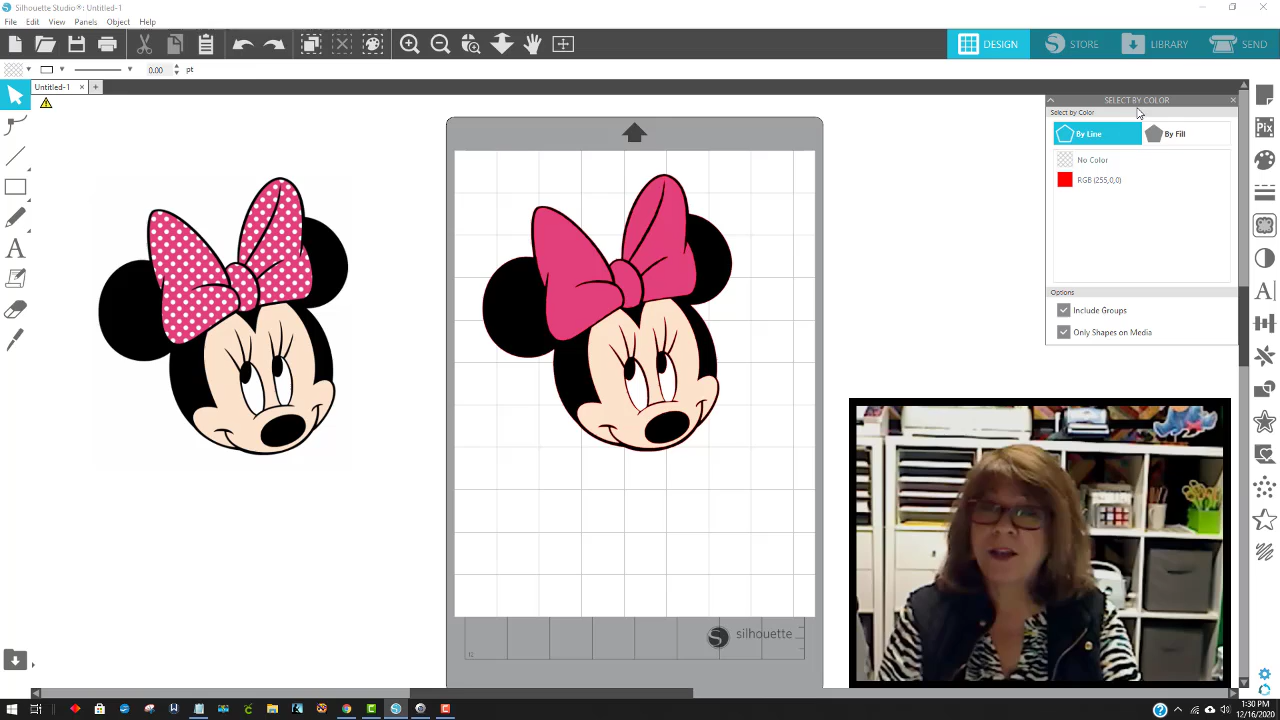 Silhouette Studio®: Untitled-1
File Edit View Panels Object Help
DESIGN STORE LIBRARY SEND
0.00 pt
Untitled-1 × +
SELECT BY COLOR
Select by Color
By Line By Fill
No Color
RGB (255,0,0)
Options
Include Groups
Only Shapes on Media
silhouette
12
1:30 PM
12/16/2020